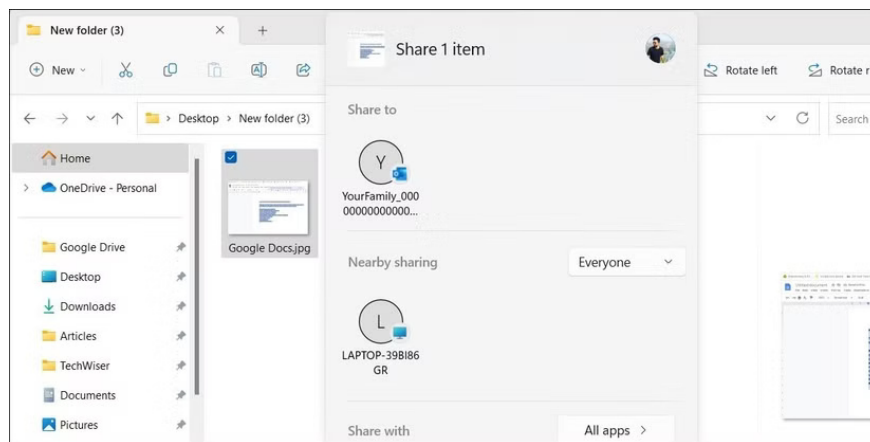 New folder (3)
Share 1 item
New
Rotate left
Rotate r
Desktop > New folder (3)
Search
Share to
Home
Y
OneDrive - Personal
YourFamily_000
0000000000000...
Google Docs.jpg
Google Drive
Nearby sharing
Everyone
Desktop
Downloads
L
Articles
LAPTOP-39BI86
GR
TechWiser
Documents
Pictures
Share with
All apps >